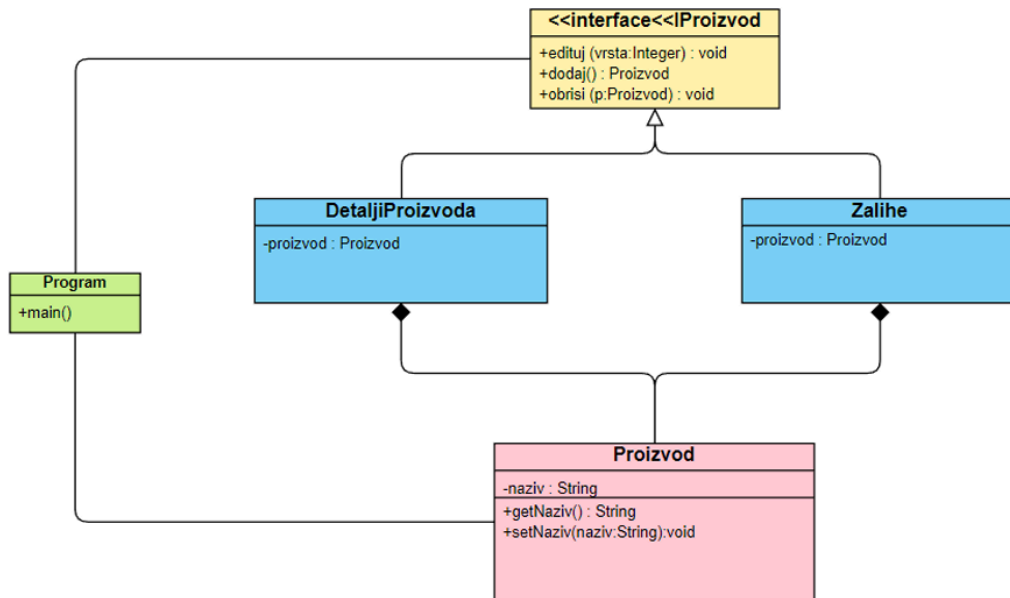 <<interface<<IProizvod
+edituj (vrsta:Integer) : void
+dodaj() : Proizvod
+obrisi (p:Proizvod) : void
DetaljiProizvoda
-proizvod : Proizvod
Zalihe
-proizvod : Proizvod
Program
+main()
Proizvod
-naziv : String
+getNaziv() : String
+setNaziv(naziv:String):void